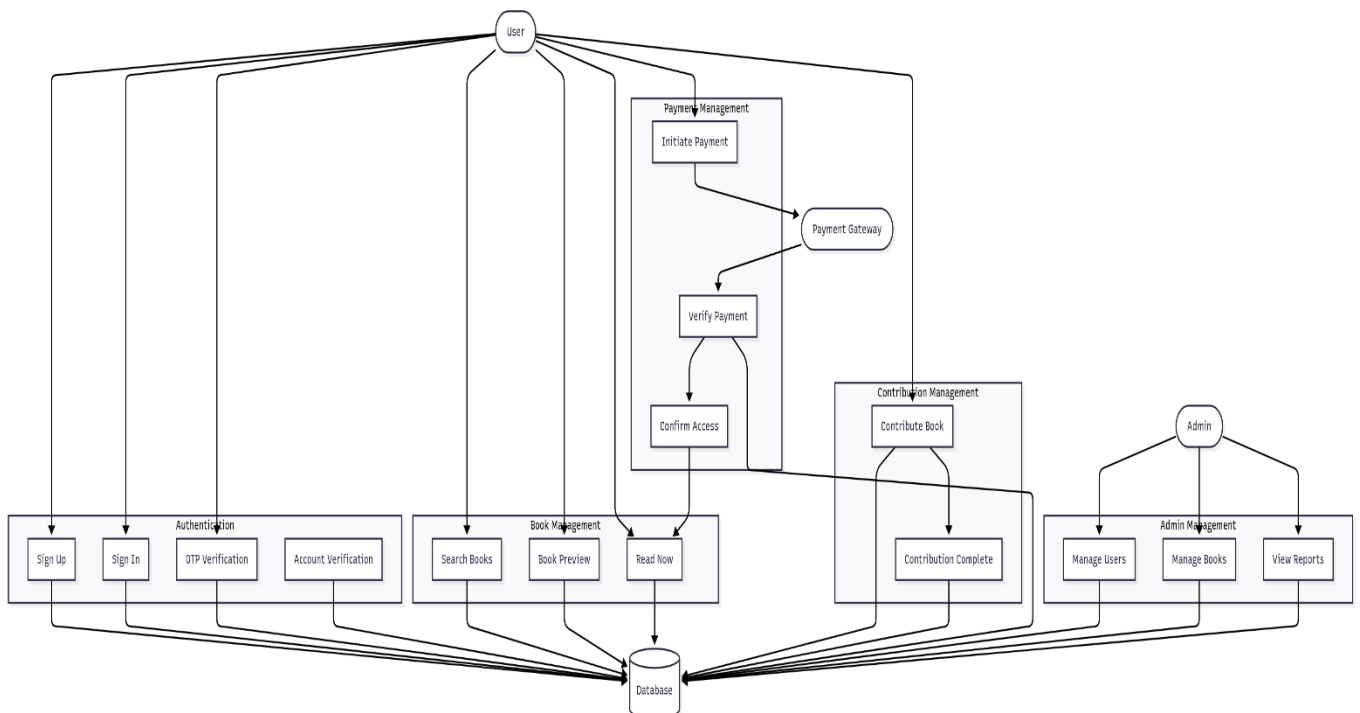 User
Payment Management
Initiate Payment
Payment Gateway
Verify Payment
Contribution Management
Confirm Access
Contribute Book
Admin
Authentication
Book Management
Admin Management
Sign Up
Sign In
OTP Verification
Account Verification
Search Books
Book Preview
Read Now
Contribution Complete
Manage Users
Manage Books
View Reports
Database